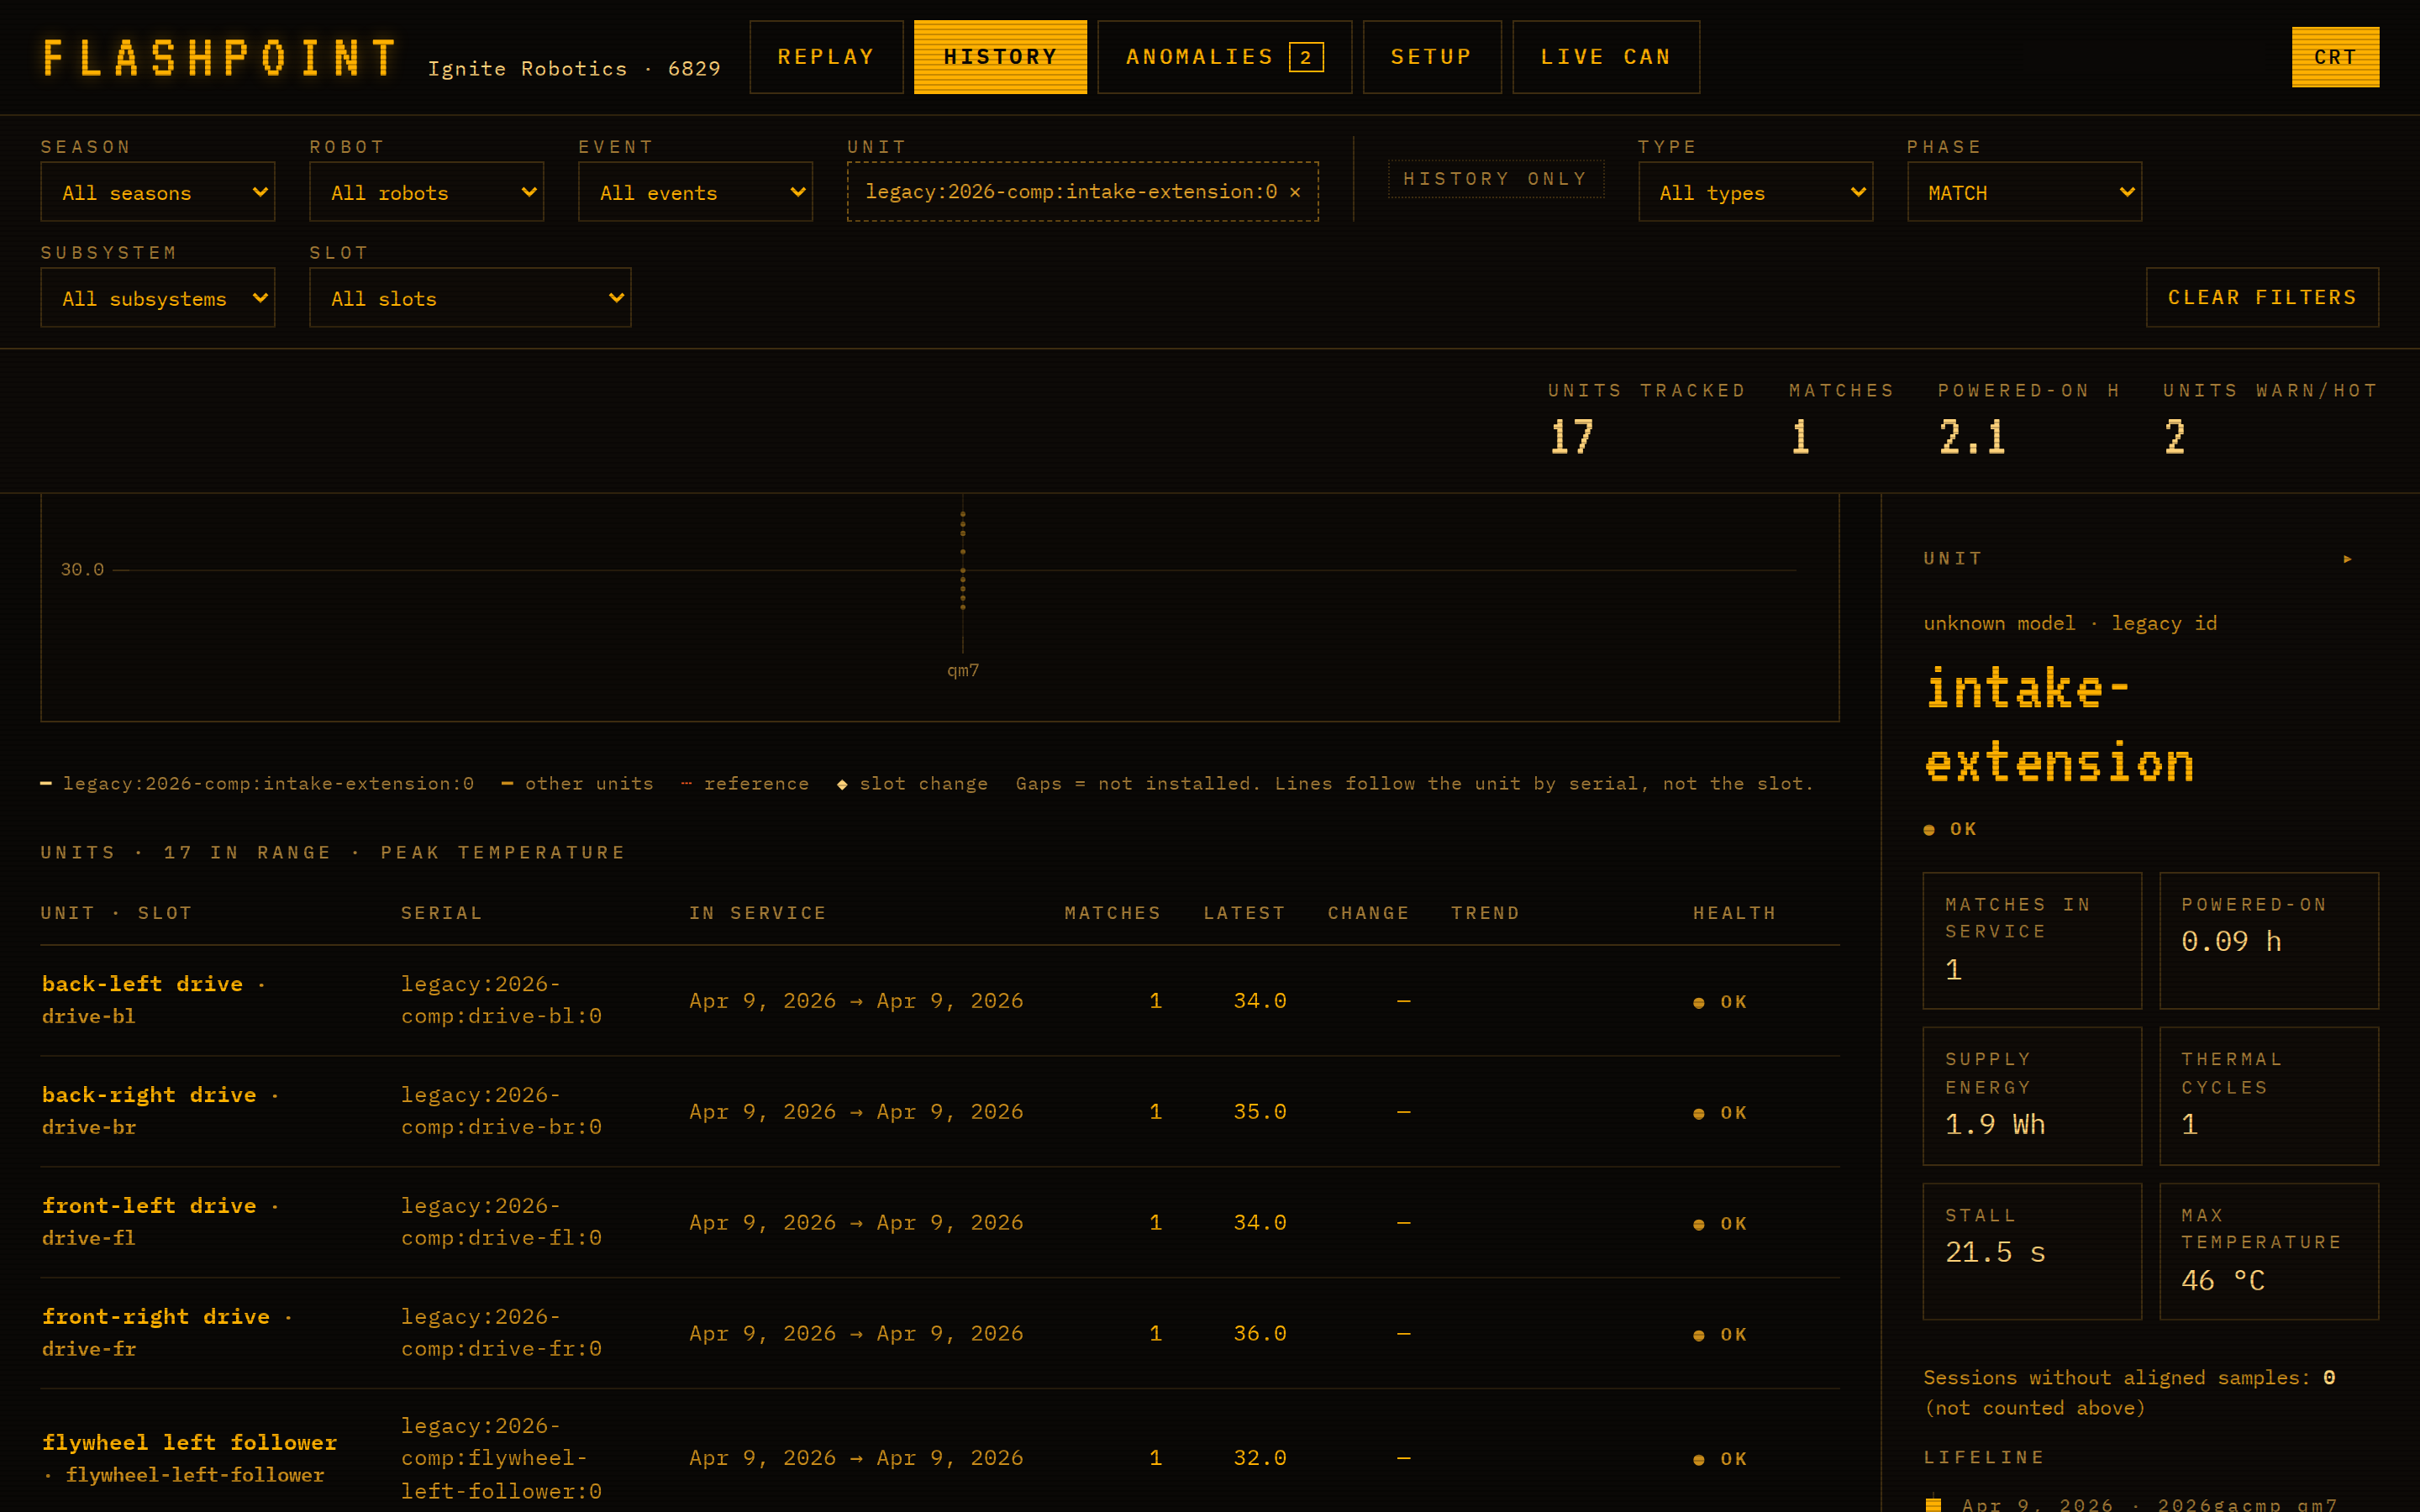 FLASHPOINT
Ignite Robotics · 6829
REPLAY
HISTORY
ANOMALIES 2
SETUP
LIVE CAN
CRT
SEASON
All seasons
ROBOT
All robots
EVENT
All events
UNIT
legacy:2026-comp:intake-extension:0 ×
HISTORY ONLY
TYPE
All types
PHASE
MATCH
SUBSYSTEM
All subsystems
SLOT
All slots
CLEAR FILTERS
UNITS TRACKED
17
MATCHES
1
POWERED-ON H
2.1
UNITS WARN/HOT
2
30.0
qm7
legacy:2026-comp:intake-extension:0
other units
reference
slot change
Gaps = not installed. Lines follow the unit by serial, not the slot.
UNITS · 17 IN RANGE · PEAK TEMPERATURE
UNIT · SLOT SERIAL IN SERVICE MATCHES LATEST CHANGE TREND HEALTH
back-left drive ·
drive-bl
legacy:2026-
comp:drive-bl:0
Apr 9, 2026 → Apr 9, 2026 1 34.0 — ● OK
back-right drive ·
drive-br
legacy:2026-
comp:drive-br:0
Apr 9, 2026 → Apr 9, 2026 1 35.0 — ● OK
front-left drive ·
drive-fl
legacy:2026-
comp:drive-fl:0
Apr 9, 2026 → Apr 9, 2026 1 34.0 — ● OK
front-right drive ·
drive-fr
legacy:2026-
comp:drive-fr:0
Apr 9, 2026 → Apr 9, 2026 1 36.0 — ● OK
flywheel left follower
· flywheel-left-follower
legacy:2026-
comp:flywheel-
left-follower:0
Apr 9, 2026 → Apr 9, 2026 1 32.0 — ● OK
UNIT ▸
unknown model · legacy id
intake-
extension
● OK
MATCHES IN
SERVICE
1
POWERED-ON
0.09 h
SUPPLY
ENERGY
1.9 Wh
THERMAL
CYCLES
1
STALL
21.5 s
MAX
TEMPERATURE
46 °C
Sessions without aligned samples: 0
(not counted above)
LIFELINE
Apr 9, 2026 · 2026gacmp qm7